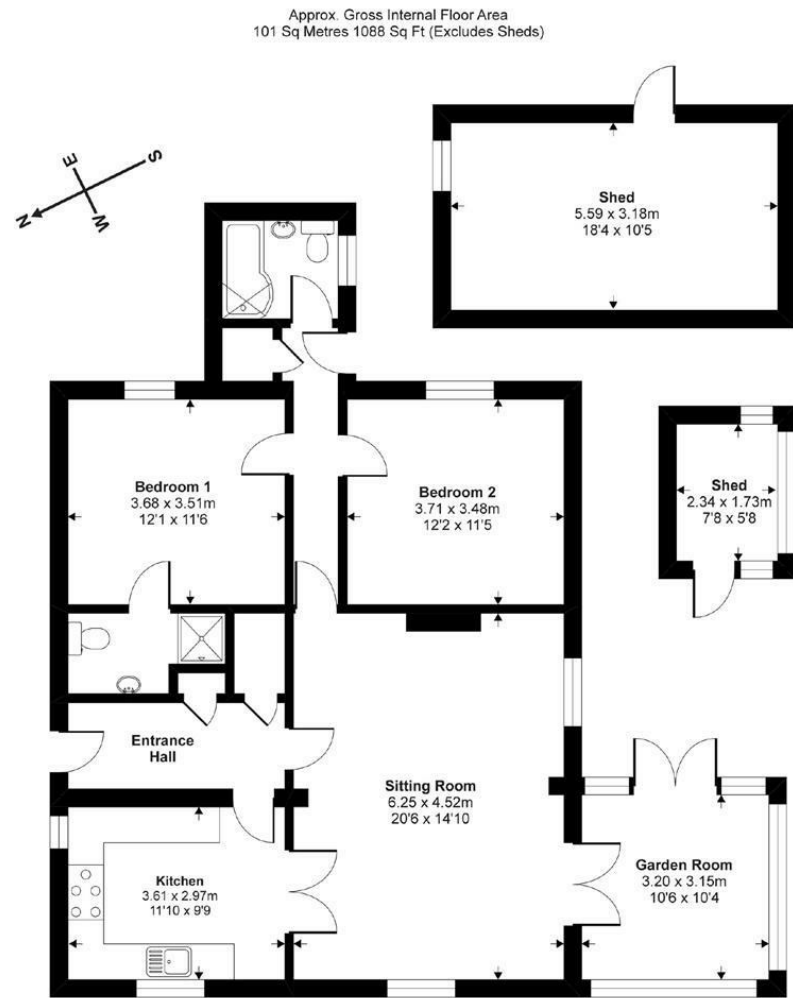 Approx. Gross Internal Floor Area
101 Sq Metres 1088 Sq Ft (Excludes Sheds)
E
S
N
W
Shed
5.59 x 3.18m
18'4 x 10'5
Bedroom 1
3.68 x 3.51m
12'1 x 11'6
Bedroom 2
3.71 x 3.48m
12'2 x 11'5
Shed
2.34 x 1.73m
7'8 x 5'8
Entrance
Hall
Sitting Room
6.25 x 4.52m
20'6 x 14'10
Kitchen
3.61 x 2.97m
11'10 x 9'9
Garden Room
3.20 x 3.15m
10'6 x 10'4